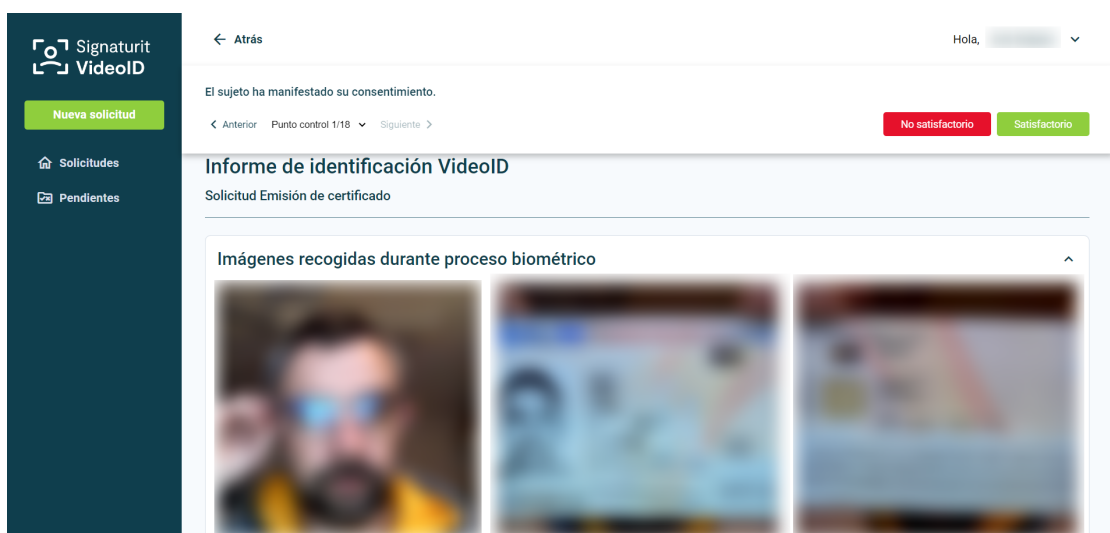 Signaturit
VideoID
Atrás
Hola,
El sujeto ha manifestado su consentimiento.
Nueva solicitud
Anterior Punto control 1/18 Siguiente
No satisfactorio Satisfactorio
Solicitudes
Pendientes
Informe de identificación VideoID
Solicitud Emisión de certificado
Imágenes recogidas durante proceso biométrico